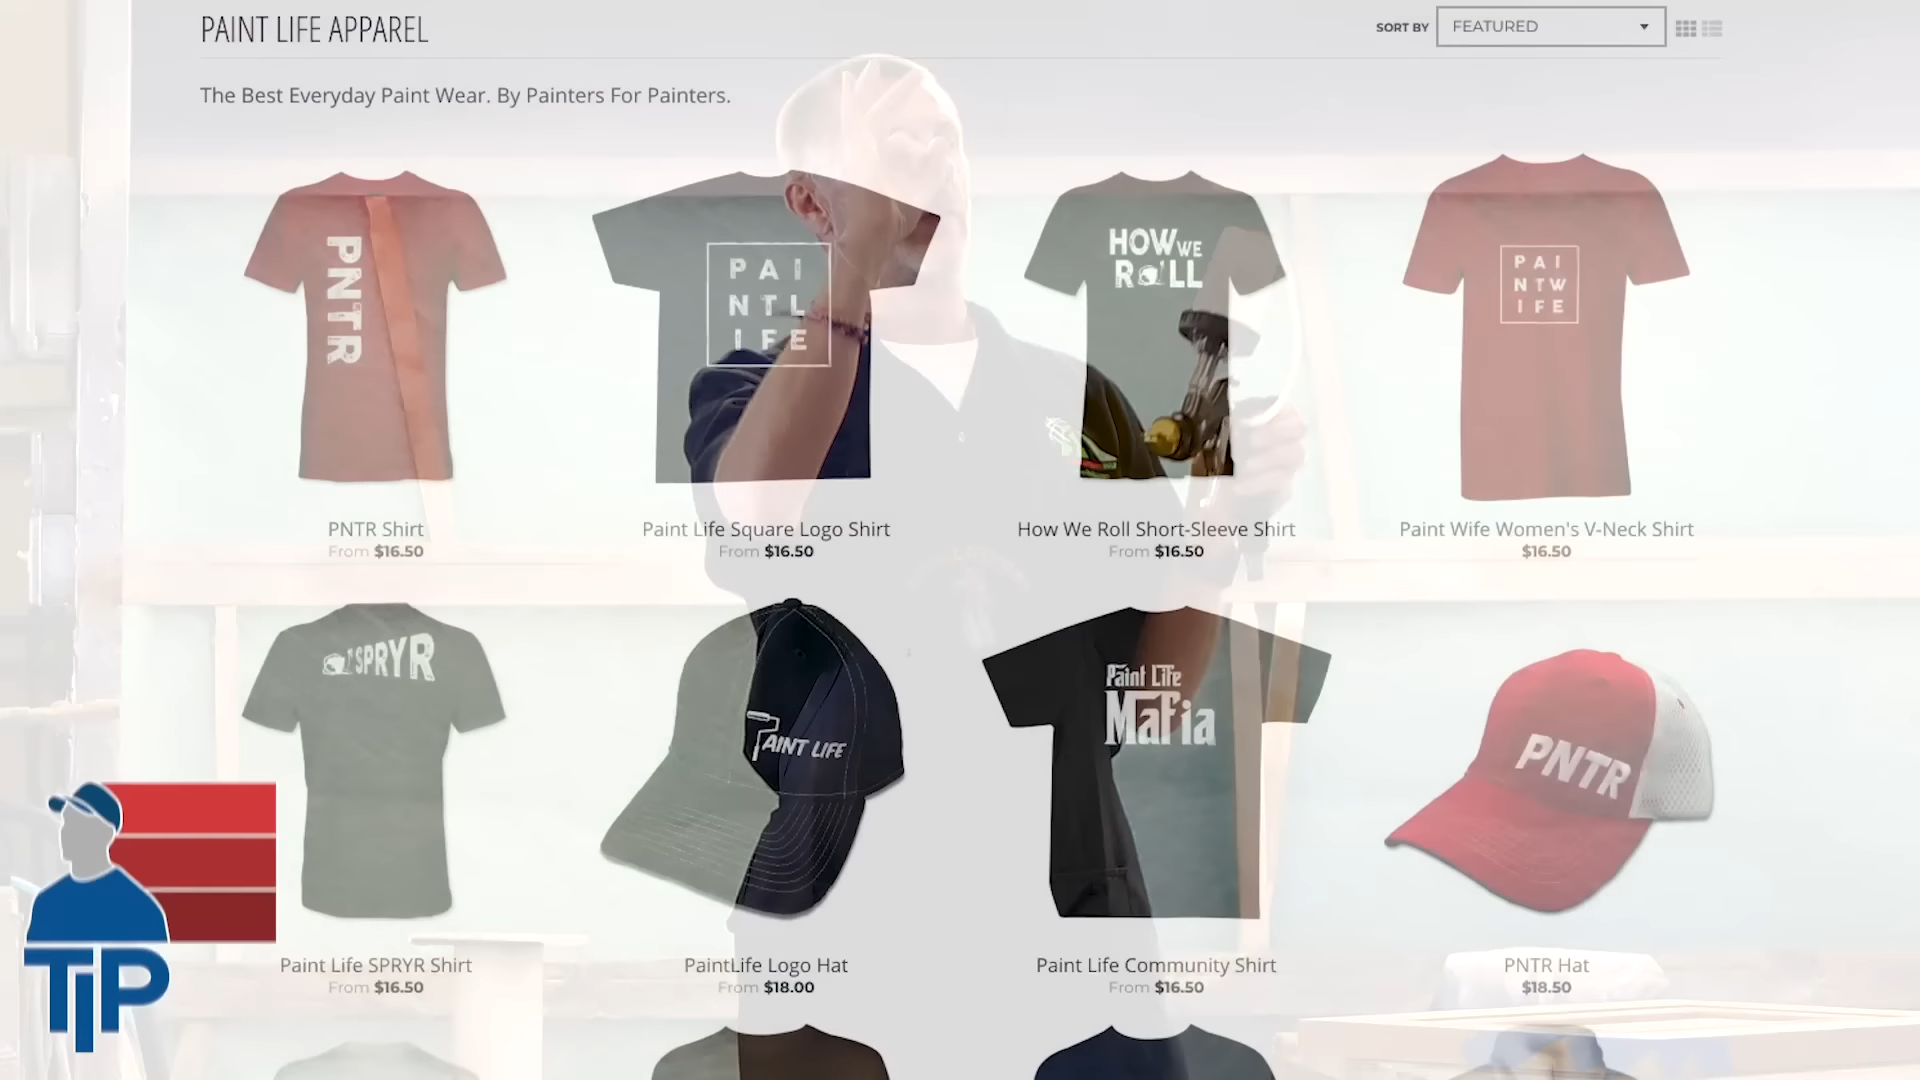 PAINT LIFE APPAREL
SORT BY
FEATURED
The Best Everyday Paint Wear. By Painters For Painters.
PNTR
PAI
NTL
IFE
HOW WE
ROLL
PAI
NTW
IFE
PNTR Shirt
From $16.50
Paint Life Square Logo Shirt
From $16.50
How We Roll Short-Sleeve Shirt
From $16.50
Paint Wife Women's V-Neck Shirt
$16.50
SPRYR
PAINT LIFE
Paint Life
Mafia
PNTR
Paint Life SPRYR Shirt
From $16.50
PaintLife Logo Hat
From $18.00
Paint Life Community Shirt
From $16.50
PNTR Hat
$18.50
TIP